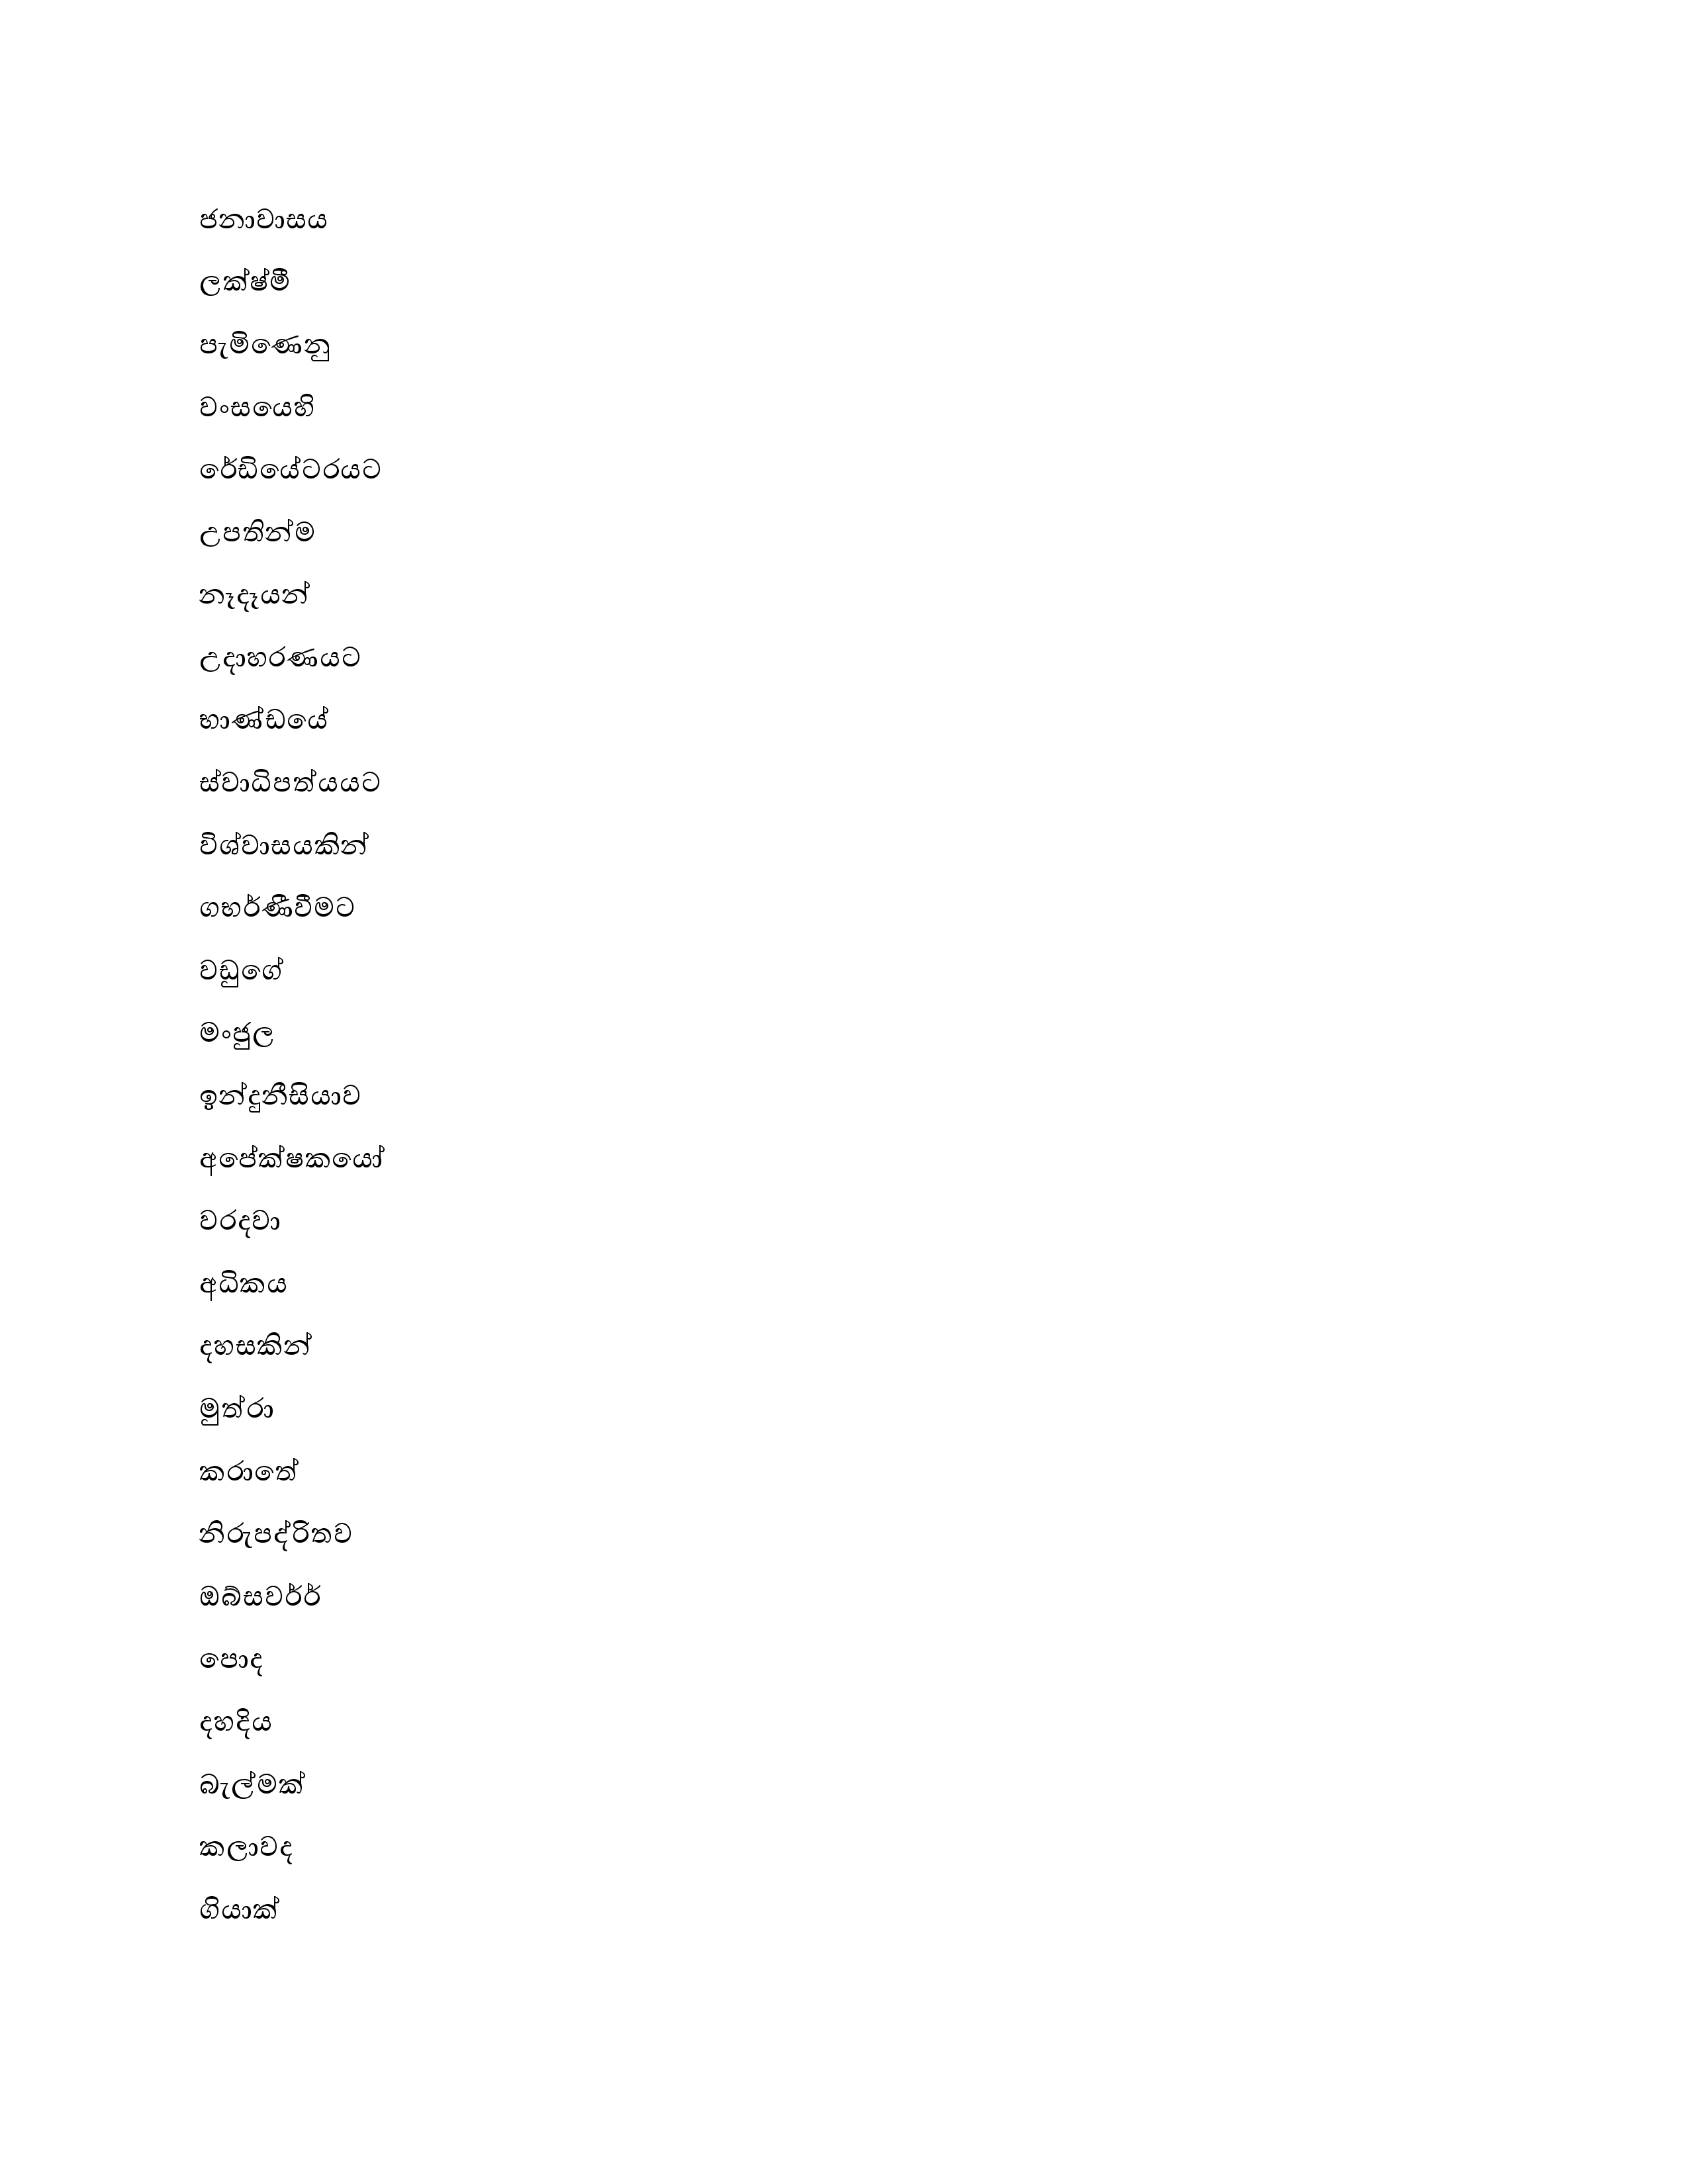 ජනාවාසය
ලක්ෂ්මී
පැමිණෙනු
වංසයෙහි
රේඩියේටරයට
උපතින්ම
නෑදෑයන්
උදාහරණයට
භාණ්ඩයේ
ස්වාධිපත්යයට
විශ්වාසයකින්
ගභර්ණීවීමට
වඩුගේ
මංජුල
ඉන්දුනීසියාව
අපේක්ෂකයෝ
වරදවා
අධිකය
දහසකින්
මුත්රා
කරාතේ
නිරුපද්රිතව
ඔබ්සවර්ර්
පොද
දහදිය
බැල්මක්
කලාවද
ගියාක්